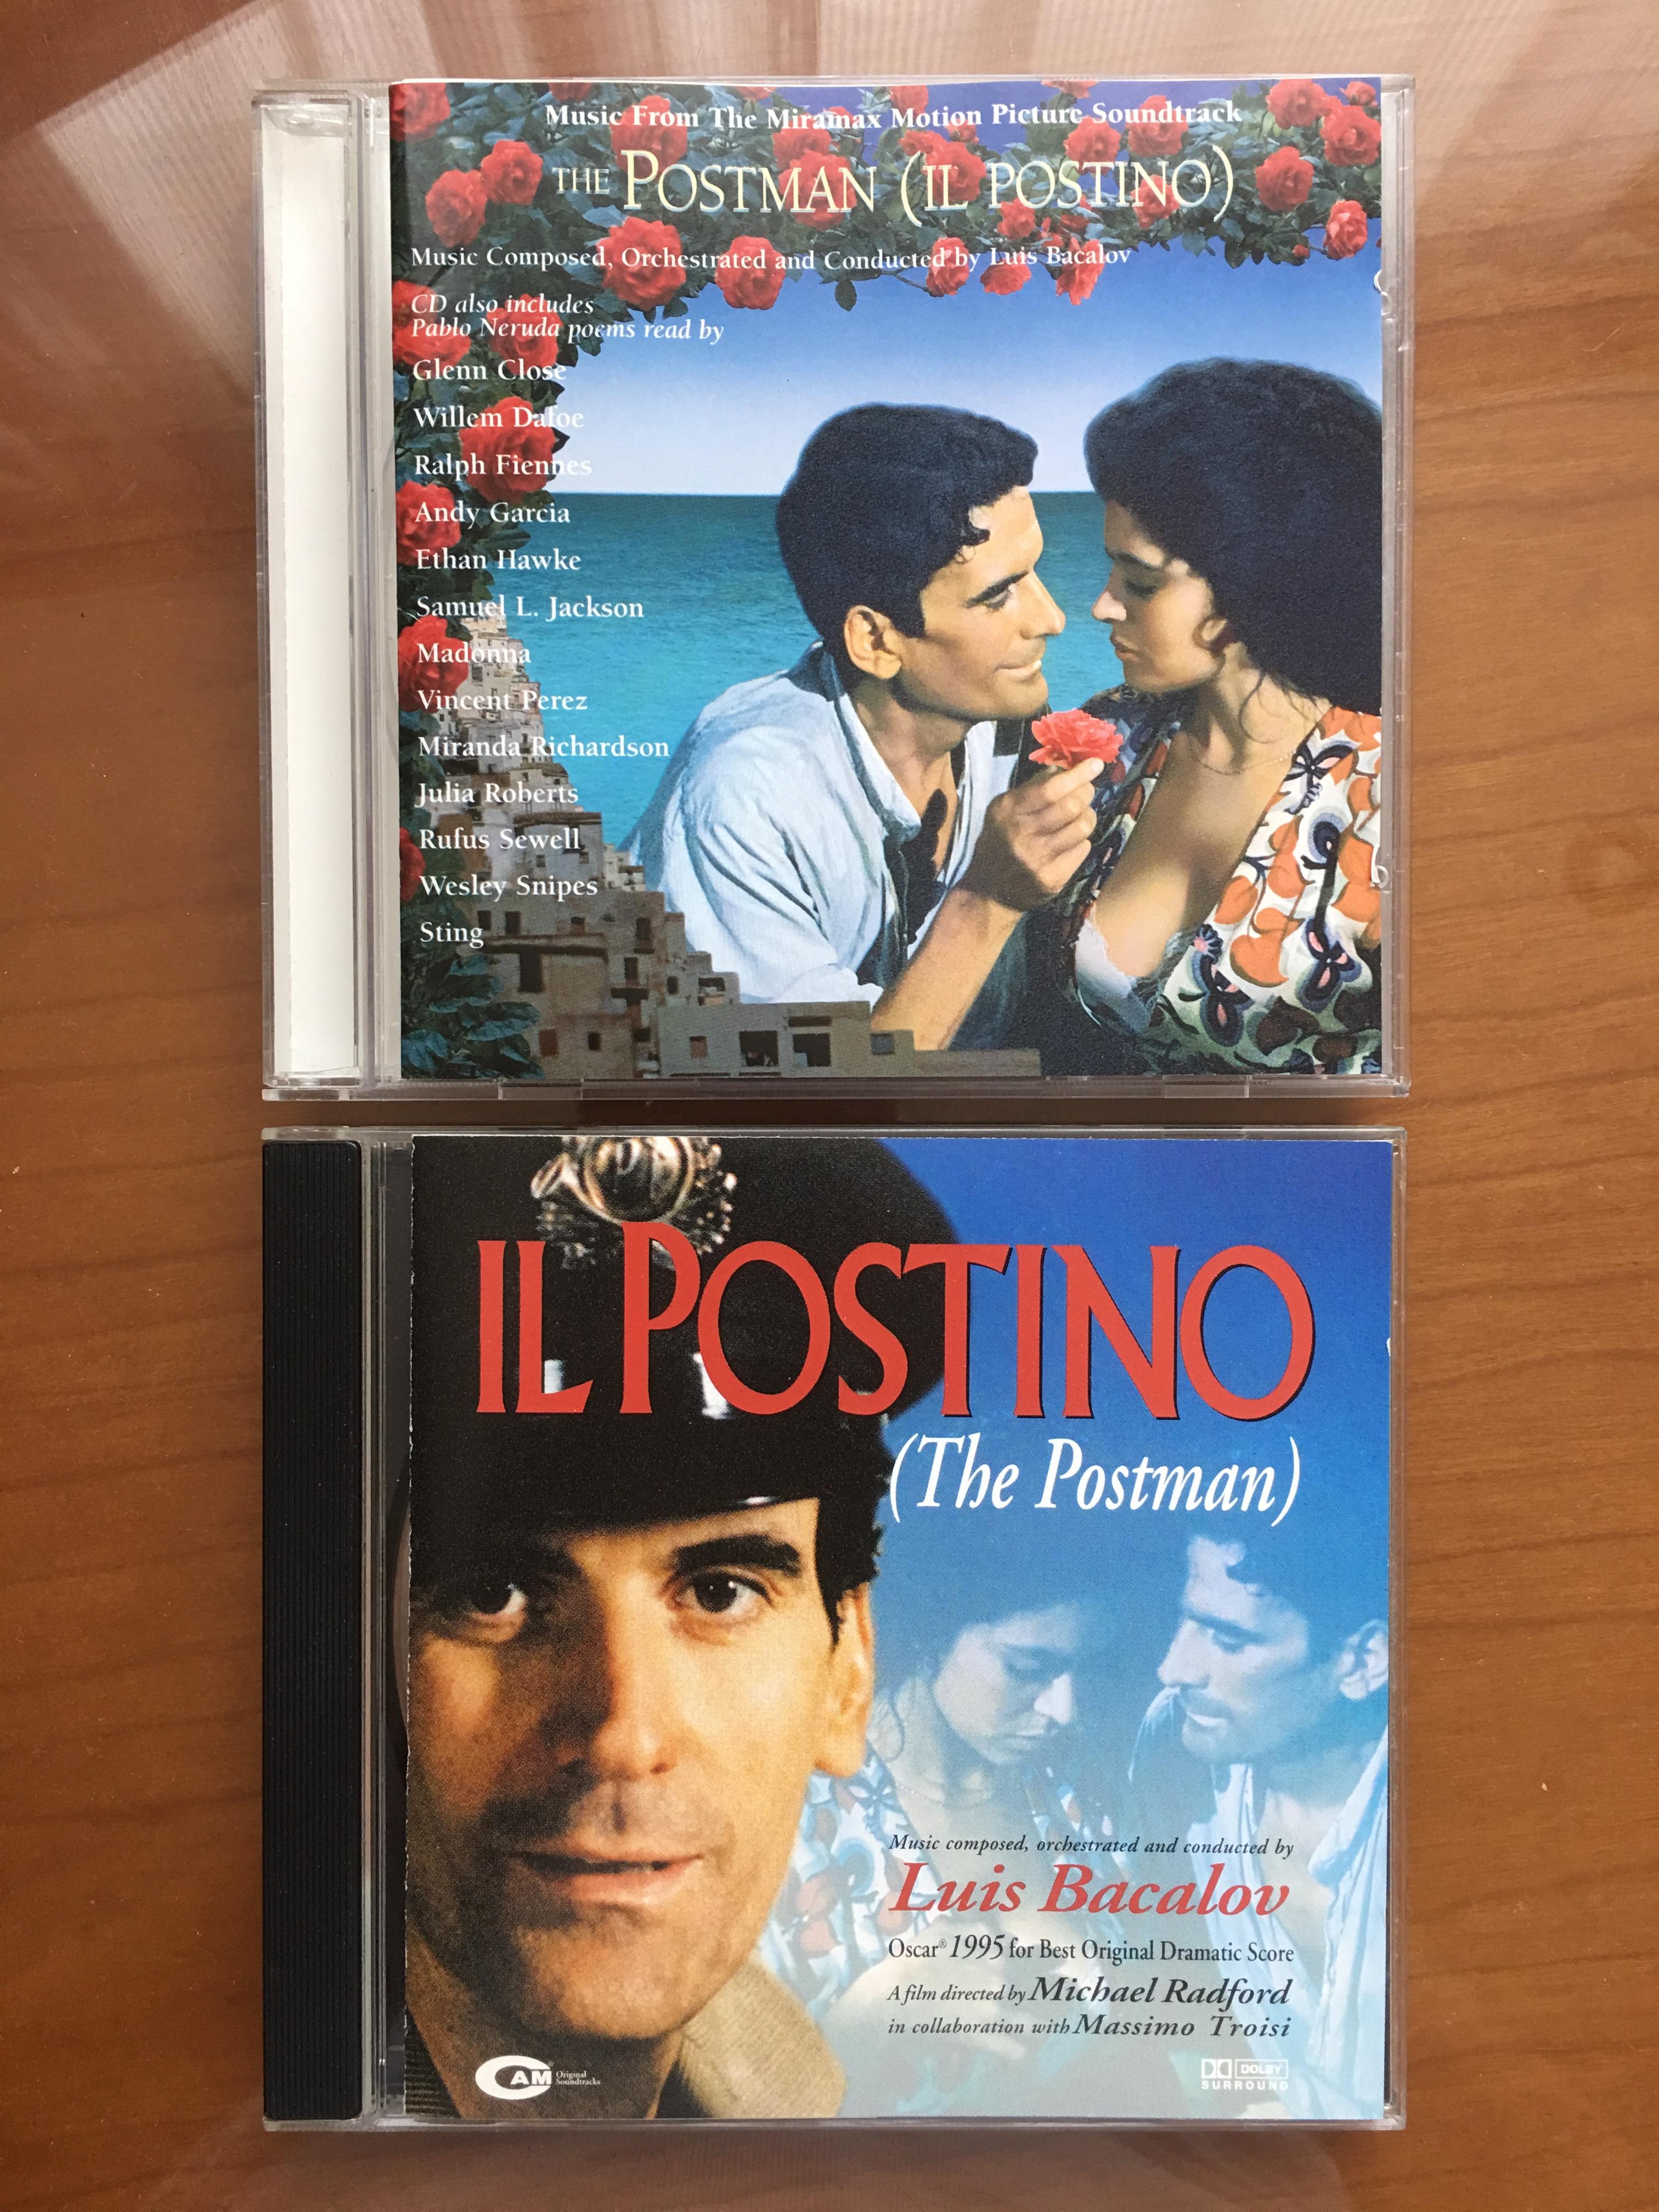 Music From The Miramax Motion Picture Soundtrack
THE POSTMAN (IL POSTINO)
Music Composed, Orchestrated and Conducted by Luis Bacalov
CD also includes
Pablo Neruda poems read by
Glenn Close
Willem Dafoe
Ralph Fiennes
Andy Garcia
Ethan Hawke
Samuel L. Jackson
Madonna
Vincent Perez
Miranda Richardson
Julia Roberts
Rufus Sewell
Wesley Snipes
Sting
IL POSTINO
(The Postman)
Music composed, orchestrated and conducted by
Luis Bacalov
Oscar® 1995 for Best Original Dramatic Score
A film directed by Michael Radford
in collaboration with Massimo Troisi
CAM Original
Soundtracks
DOLBY
SURROUND